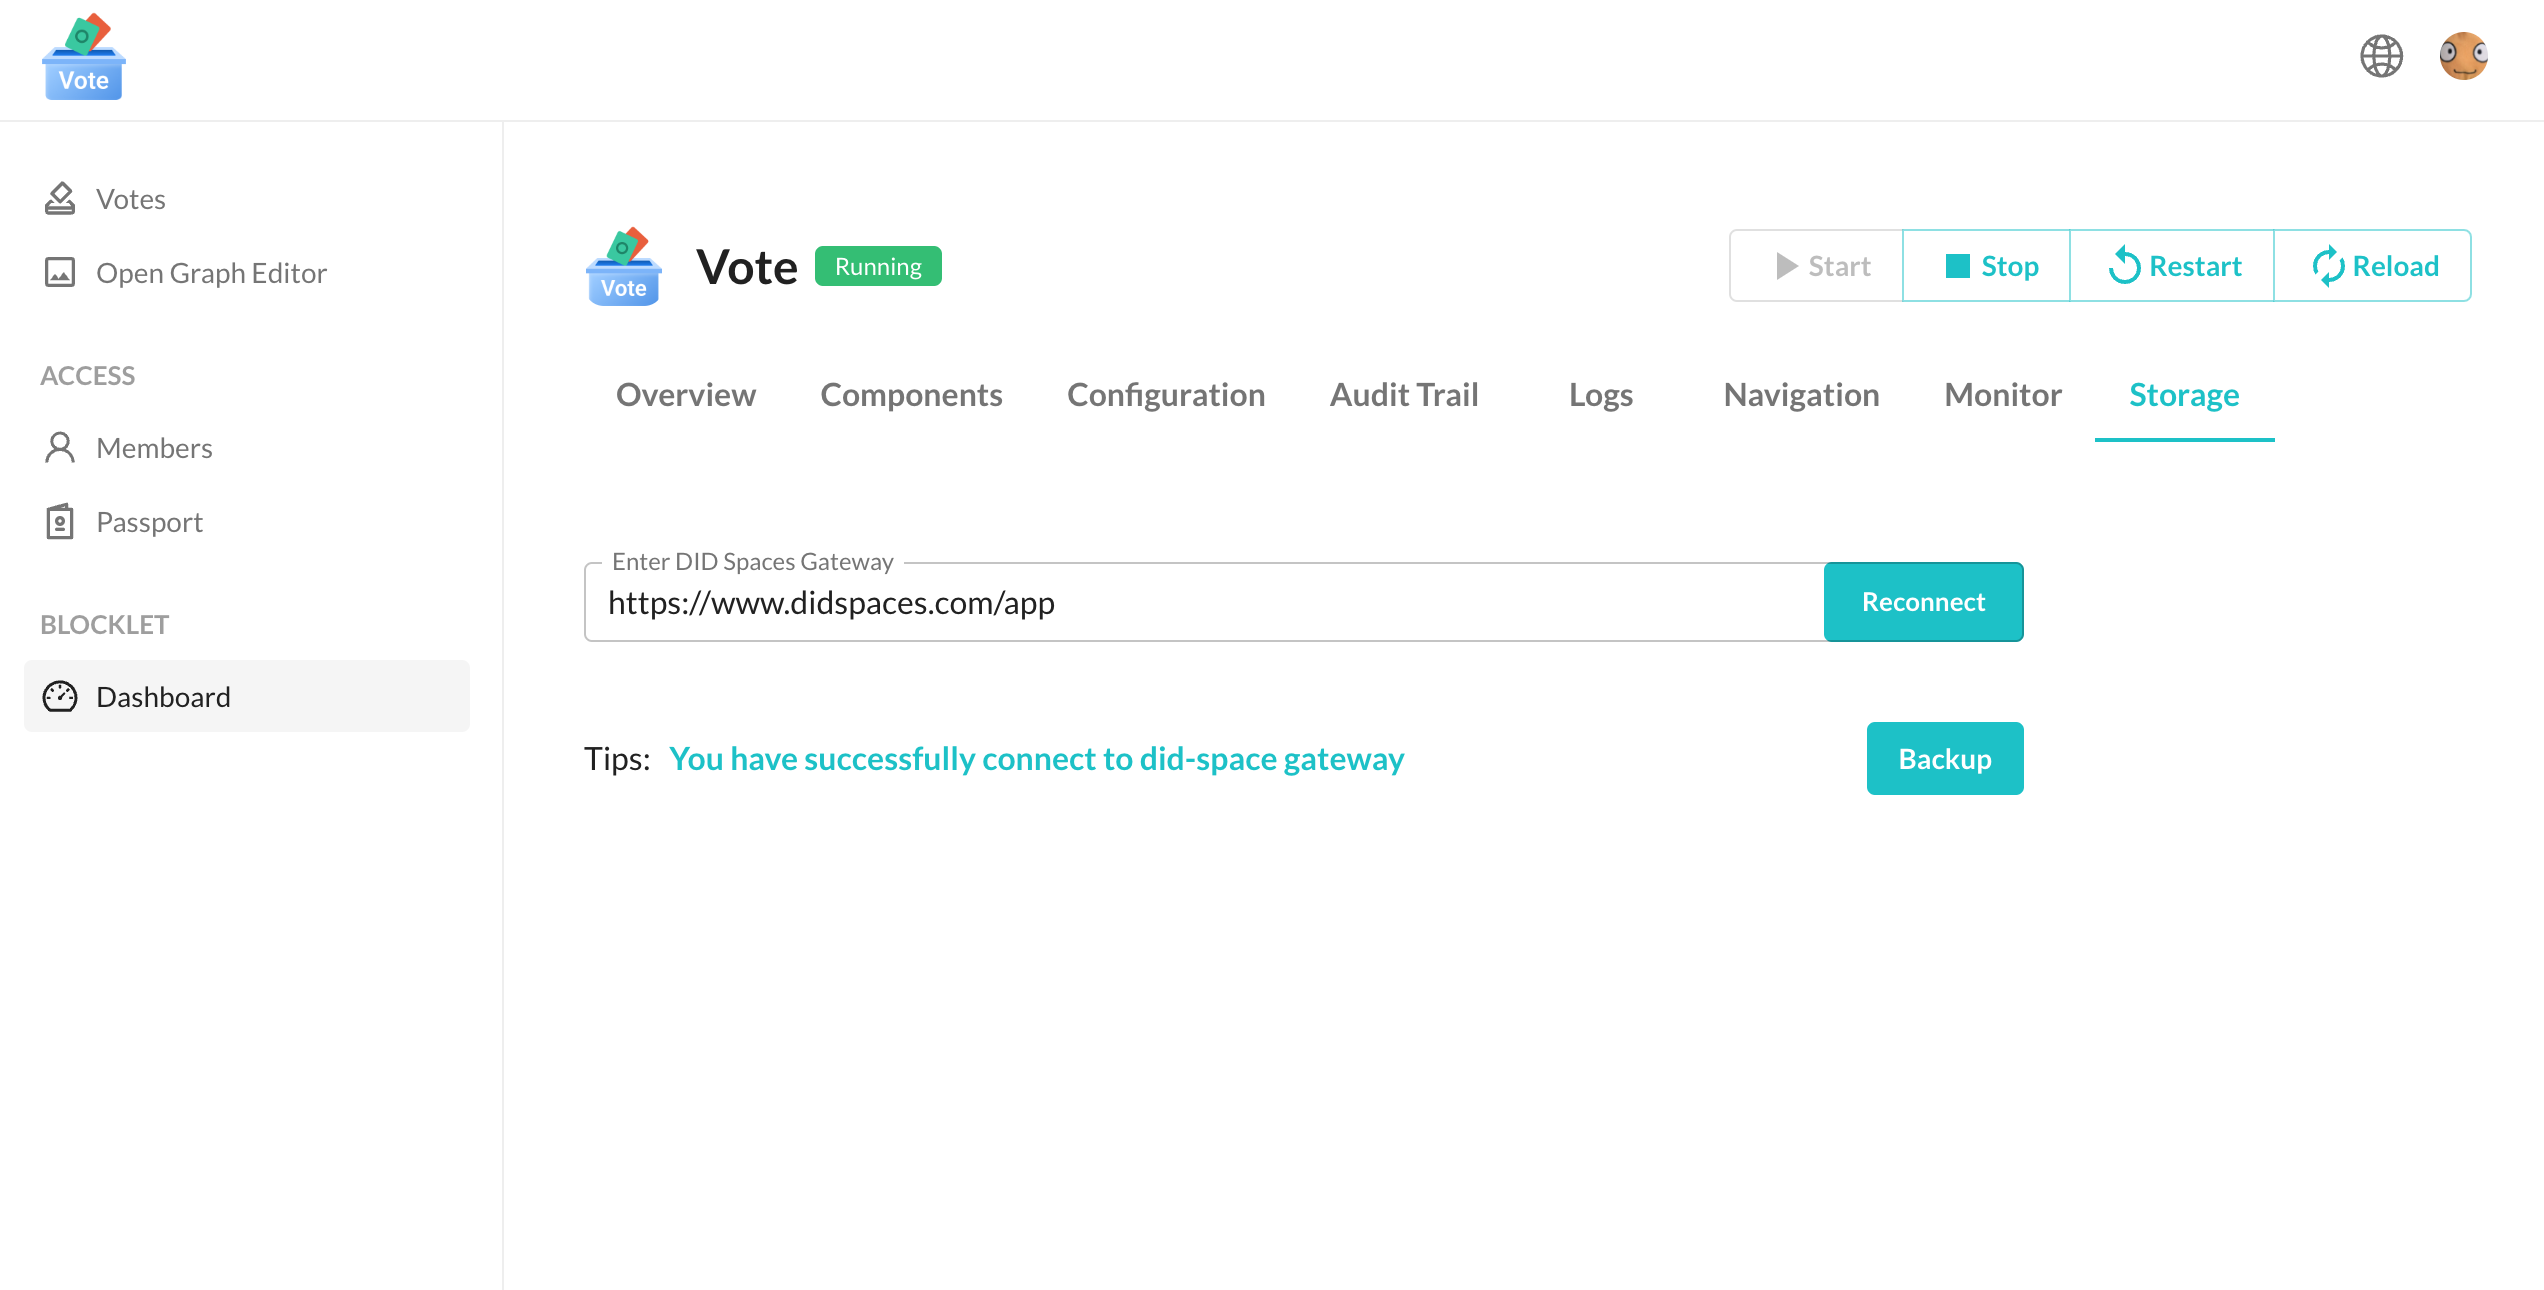 Vote
Votes
Open Graph Editor
ACCESS
Members
Passport
BLOCKLET
Dashboard
Vote
Vote Running
Start Stop Restart Reload
Overview Components Configuration Audit Trail Logs Navigation Monitor Storage
Enter DID Spaces Gateway
https://www.didspaces.com/app
Reconnect
Tips: You have successfully connect to did-space gateway
Backup